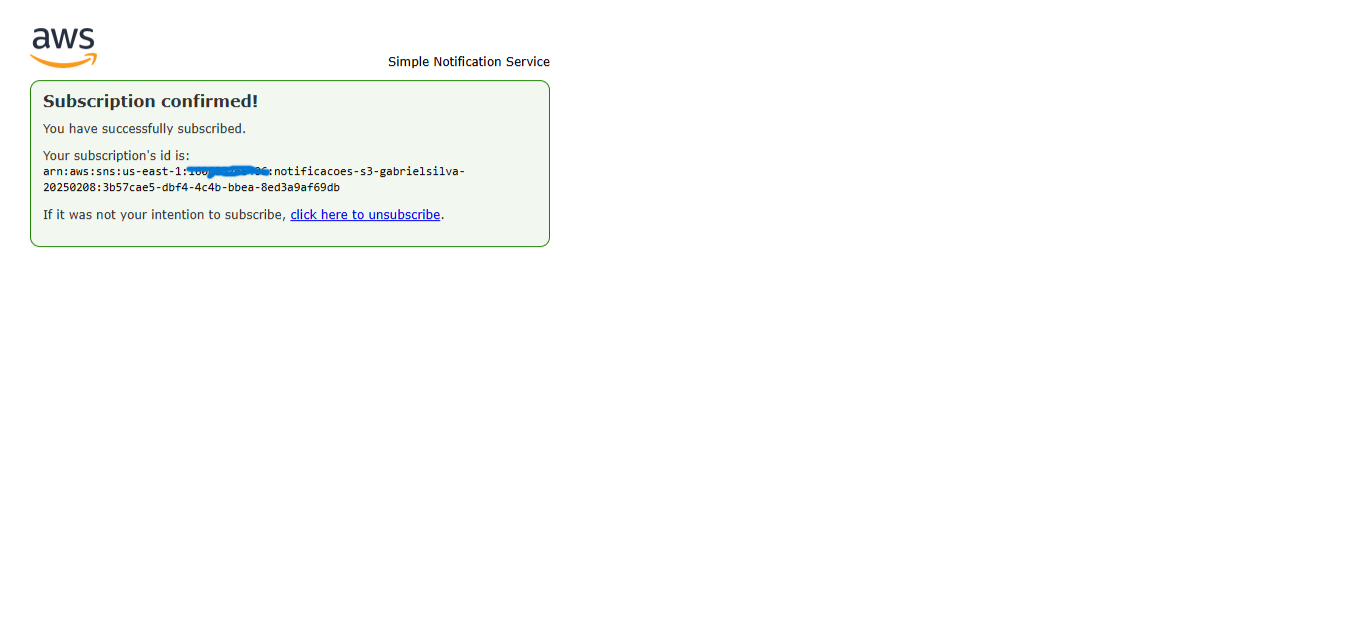 aws
Simple Notification Service
Subscription confirmed!
You have successfully subscribed.
Your subscription's id is:
arn:aws:sns:us-east-1: :notificacoes-s3-gabrielsilva-
20250208:3b57cae5-dbf4-4c4b-bbea-8ed3a9af69db
If it was not your intention to subscribe, click here to unsubscribe.